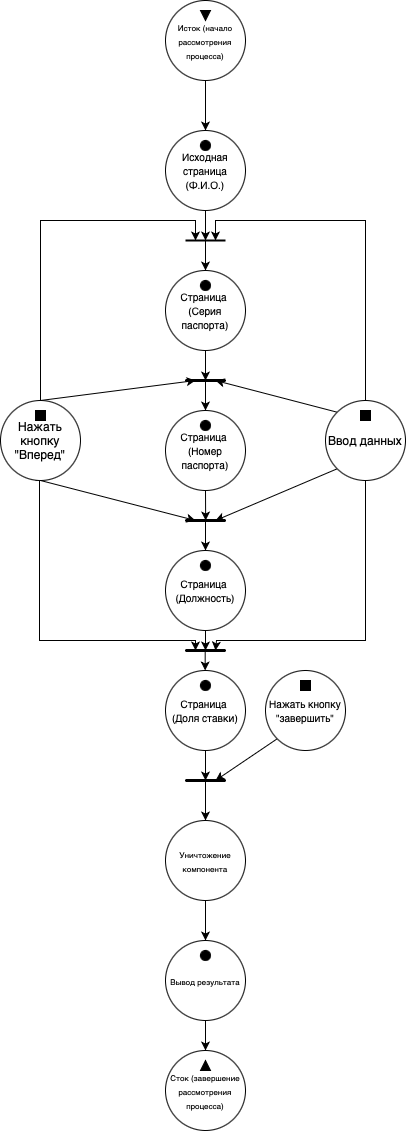 Исток (начало
рассмотрения
процесса)
Исходная
страница
(Ф.И.О.)
Страница
(Серия
паспорта)
Нажать
кнопку
"Вперед"
Страница
(Номер
паспорта)
Ввод данных
Страница
(Должность)
Страница
(Доля ставки)
Нажать кнопку
"завершить"
Уничтожение
компонента
Вывод результата
Сток (завершение
рассмотрения
процесса)